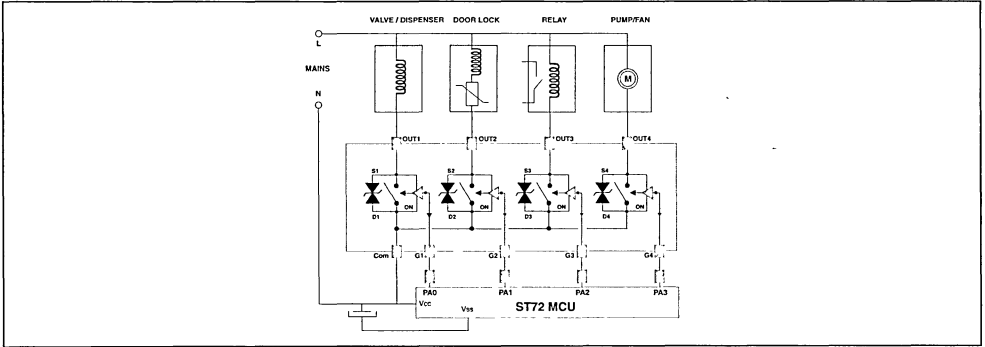 VALVE / DISPENSER DOOR LOCK RELAY PUMP/FAN
L
MAINS
N
M
OUT1 OUT2 OUT3 OUT4
S1 S2 S3 S4
ON ON ON ON
D1 D2 D3 D4
Com G1 G2 G3 G4
PA0 PA1 PA2 PA3
Vcc
Vss
ST72 MCU